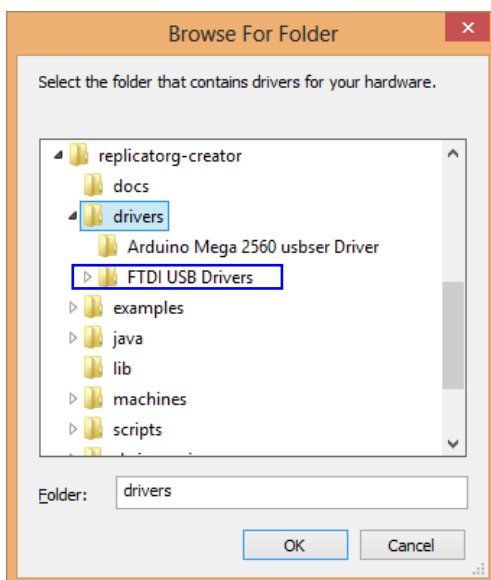 Browse For Folder
Select the folder that contains drivers for your hardware.
replicatorg-creator
docs
drivers
Arduino Mega 2560 usbser Driver
FTDI USB Drivers
examples
java
lib
machines
scripts
Folder: drivers
OK Cancel